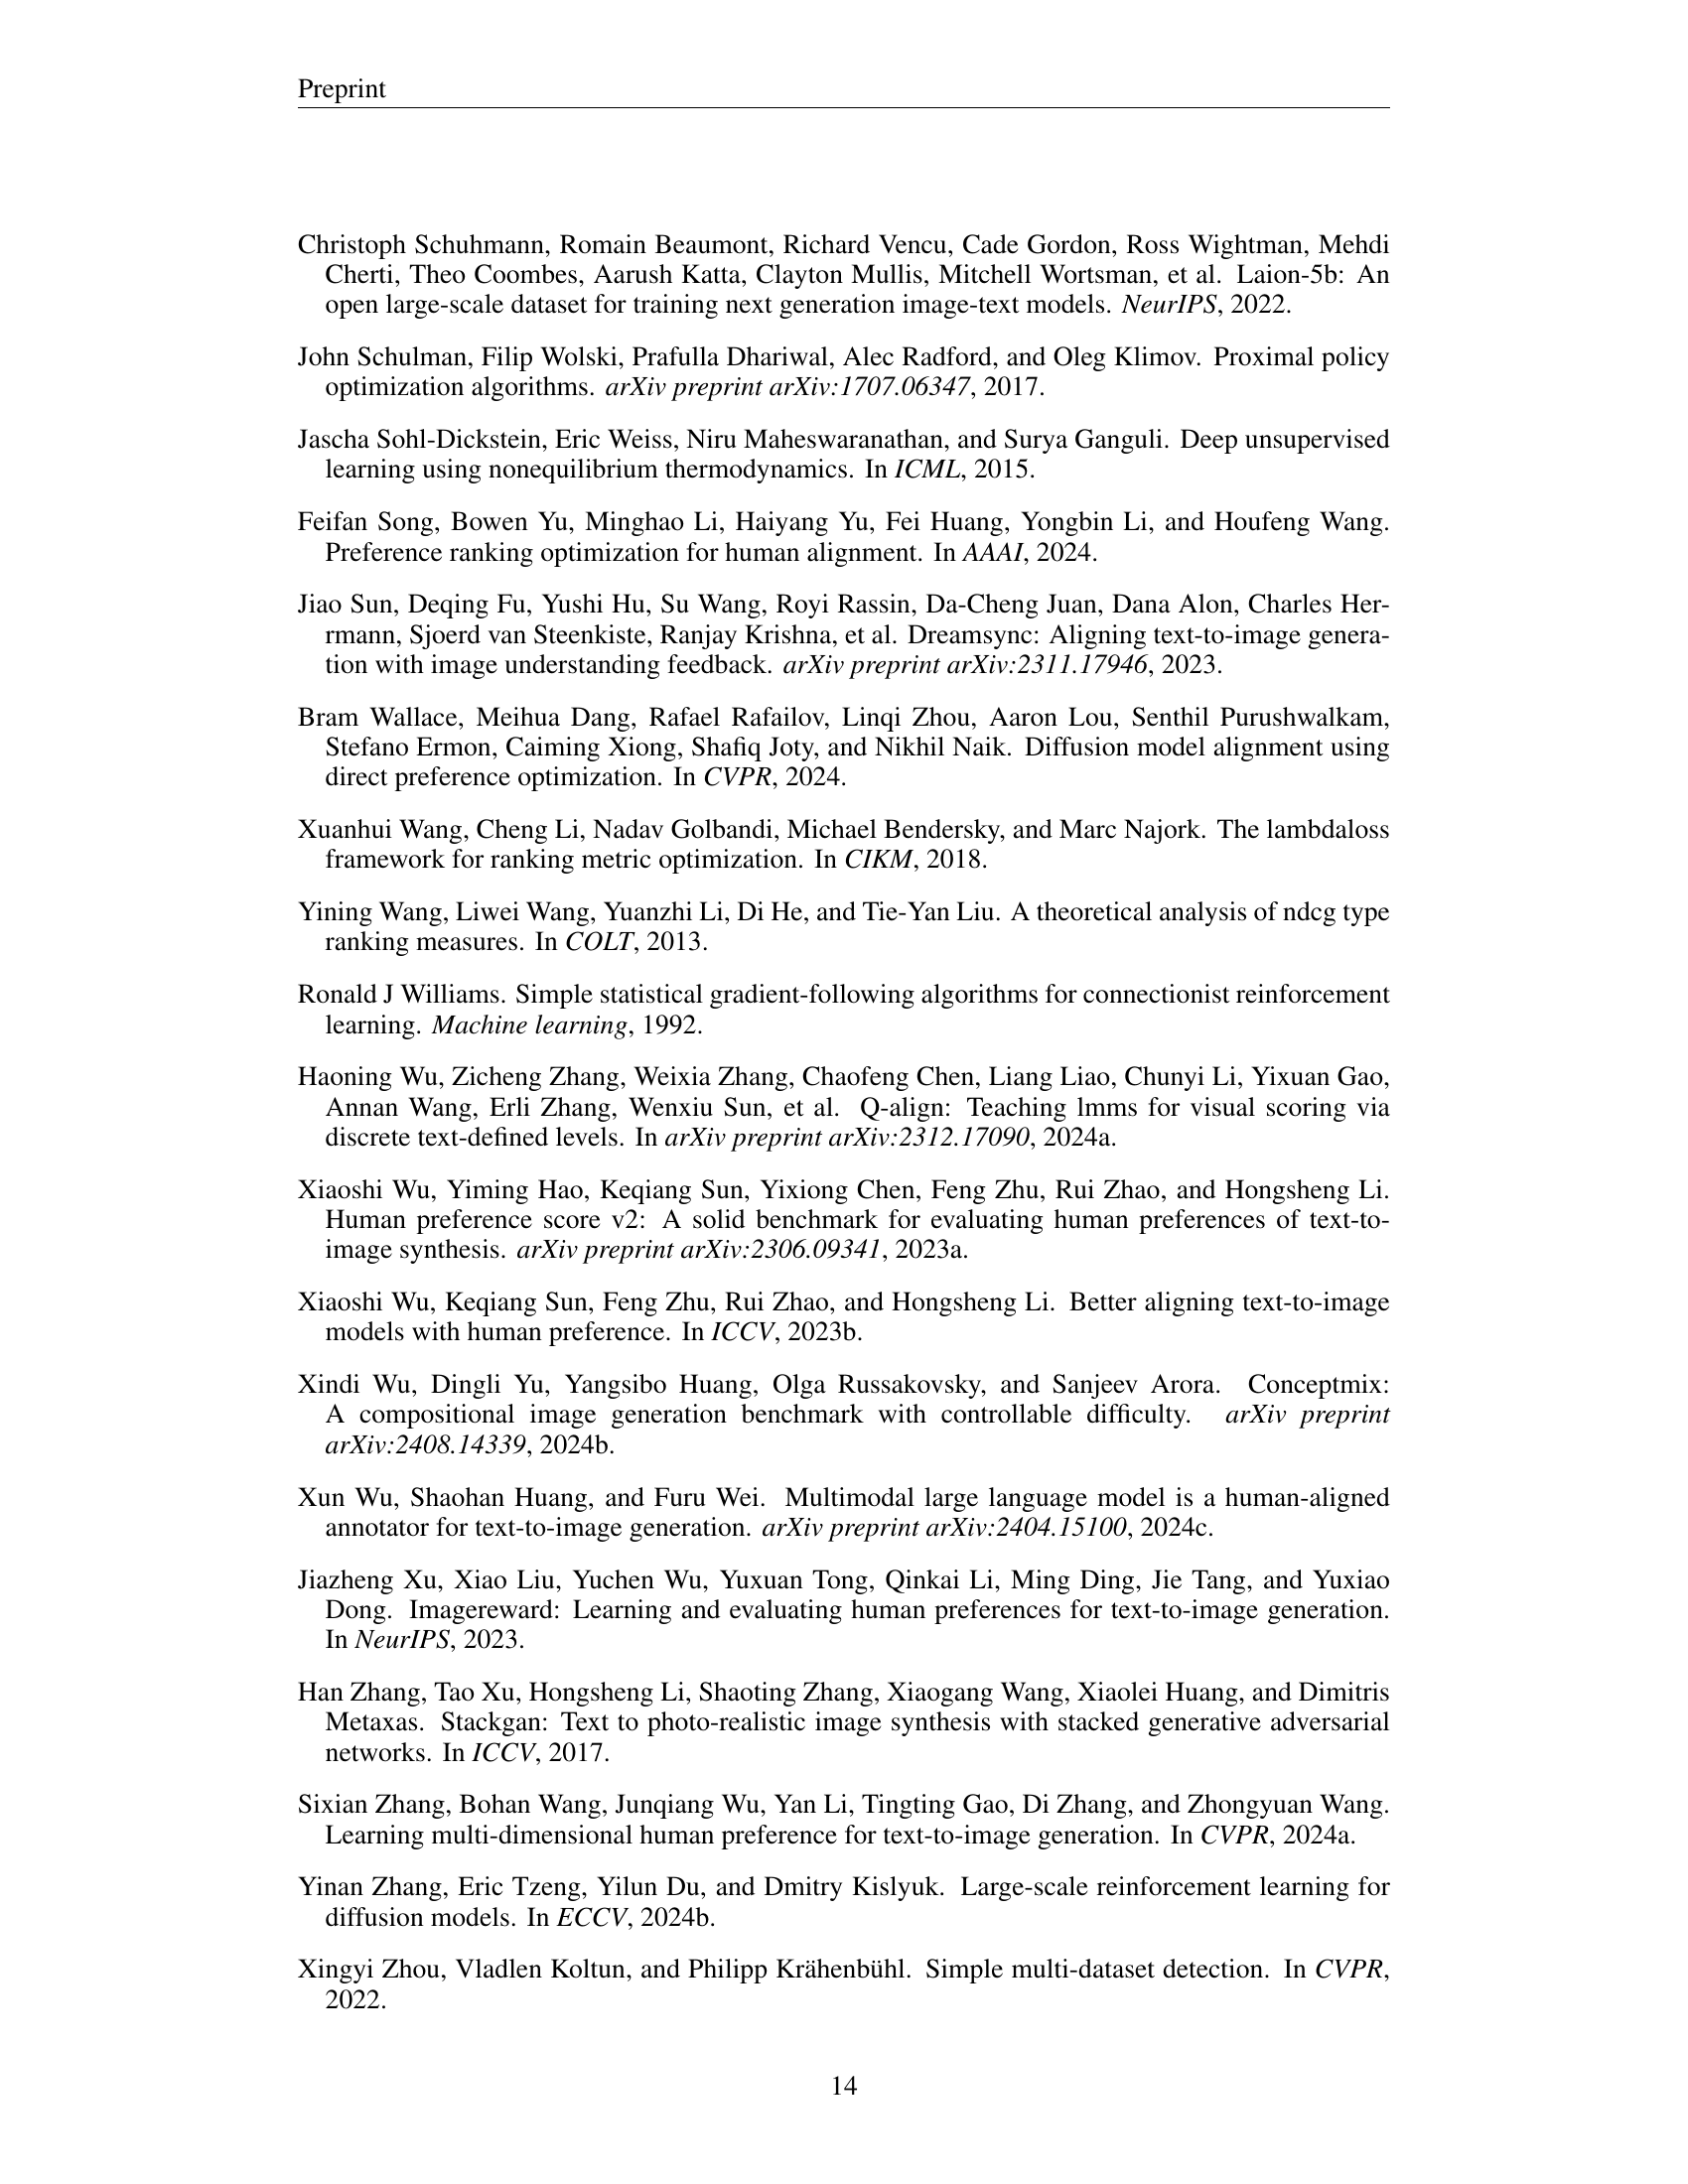 Preprint
Christoph Schuhmann, Romain Beaumont, Richard Vencu, Cade Gordon, Ross Wightman, Mehdi
Cherti, Theo Coombes, Aarush Katta, Clayton Mullis, Mitchell Wortsman, et al. Laion-5b: An
open large-scale dataset for training next generation image-text models. NeurIPS, 2022.
John Schulman, Filip Wolski, Prafulla Dhariwal, Alec Radford, and Oleg Klimov. Proximal policy
optimization algorithms. arXiv preprint arXiv:1707.06347, 2017.
Jascha Sohl-Dickstein, Eric Weiss, Niru Maheswaranathan, and Surya Ganguli. Deep unsupervised
learning using nonequilibrium thermodynamics. In ICML, 2015.
Feifan Song, Bowen Yu, Minghao Li, Haiyang Yu, Fei Huang, Yongbin Li, and Houfeng Wang.
Preference ranking optimization for human alignment. In AAAI, 2024.
Jiao Sun, Deqing Fu, Yushi Hu, Su Wang, Royi Rassin, Da-Cheng Juan, Dana Alon, Charles Her-
rmann, Sjoerd van Steenkiste, Ranjay Krishna, et al. Dreamsync: Aligning text-to-image genera-
tion with image understanding feedback. arXiv preprint arXiv:2311.17946, 2023.
Bram Wallace, Meihua Dang, Rafael Rafailov, Linqi Zhou, Aaron Lou, Senthil Purushwalkam,
Stefano Ermon, Caiming Xiong, Shafiq Joty, and Nikhil Naik. Diffusion model alignment using
direct preference optimization. In CVPR, 2024.
Xuanhui Wang, Cheng Li, Nadav Golbandi, Michael Bendersky, and Marc Najork. The lambdaloss
framework for ranking metric optimization. In CIKM, 2018.
Yining Wang, Liwei Wang, Yuanzhi Li, Di He, and Tie-Yan Liu. A theoretical analysis of ndcg type
ranking measures. In COLT, 2013.
Ronald J Williams. Simple statistical gradient-following algorithms for connectionist reinforcement
learning. Machine learning, 1992.
Haoning Wu, Zicheng Zhang, Weixia Zhang, Chaofeng Chen, Liang Liao, Chunyi Li, Yixuan Gao,
Annan Wang, Erli Zhang, Wenxiu Sun, et al. Q-align: Teaching lmms for visual scoring via
discrete text-defined levels. In arXiv preprint arXiv:2312.17090, 2024a.
Xiaoshi Wu, Yiming Hao, Keqiang Sun, Yixiong Chen, Feng Zhu, Rui Zhao, and Hongsheng Li.
Human preference score v2: A solid benchmark for evaluating human preferences of text-to-
image synthesis. arXiv preprint arXiv:2306.09341, 2023a.
Xiaoshi Wu, Keqiang Sun, Feng Zhu, Rui Zhao, and Hongsheng Li. Better aligning text-to-image
models with human preference. In ICCV, 2023b.
Xindi Wu, Dingli Yu, Yangsibo Huang, Olga Russakovsky, and Sanjeev Arora. Conceptmix:
A compositional image generation benchmark with controllable difficulty. arXiv preprint
arXiv:2408.14339, 2024b.
Xun Wu, Shaohan Huang, and Furu Wei. Multimodal large language model is a human-aligned
annotator for text-to-image generation. arXiv preprint arXiv:2404.15100, 2024c.
Jiazheng Xu, Xiao Liu, Yuchen Wu, Yuxuan Tong, Qinkai Li, Ming Ding, Jie Tang, and Yuxiao
Dong. Imagereward: Learning and evaluating human preferences for text-to-image generation.
In NeurIPS, 2023.
Han Zhang, Tao Xu, Hongsheng Li, Shaoting Zhang, Xiaogang Wang, Xiaolei Huang, and Dimitris
Metaxas. Stackgan: Text to photo-realistic image synthesis with stacked generative adversarial
networks. In ICCV, 2017.
Sixian Zhang, Bohan Wang, Junqiang Wu, Yan Li, Tingting Gao, Di Zhang, and Zhongyuan Wang.
Learning multi-dimensional human preference for text-to-image generation. In CVPR, 2024a.
Yinan Zhang, Eric Tzeng, Yilun Du, and Dmitry Kislyuk. Large-scale reinforcement learning for
diffusion models. In ECCV, 2024b.
Xingyi Zhou, Vladlen Koltun, and Philipp Krähenbühl. Simple multi-dataset detection. In CVPR,
2022.
14